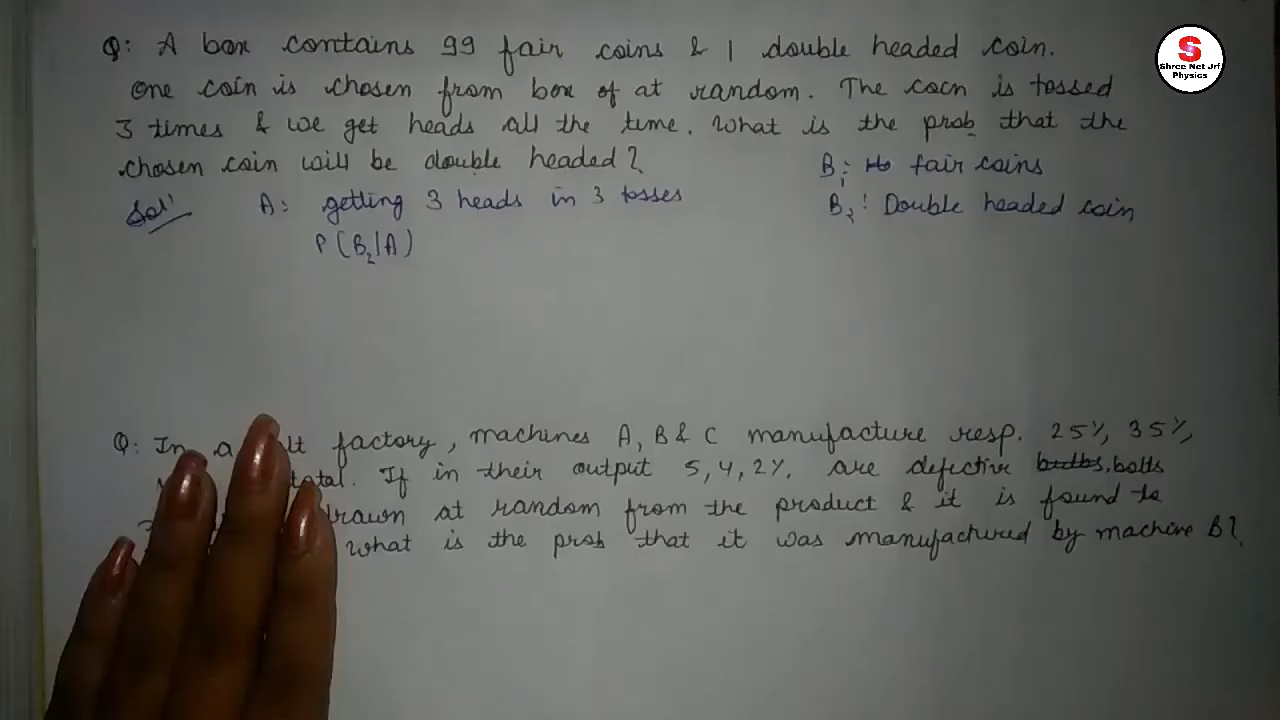 Q: A box contains 99 fair coins & 1 double headed coin.
One coin is chosen from box of at random. The coin is tossed
3 times & we get heads all the time. What is the prob that the
chosen coin will be double headed?
B1: fair coins
Sol' A: getting 3 heads in 3 tosses
B2: Double headed coin
P(B2|A)
Q: In a lt factory, machines A, B & C manufacture resp. 25%, 35%,
total. If in their output 5, 4, 2%. are defective bulbs, bolts
drawn at random from the product & it is found to
What is the prob that it was manufactured by machine B?
S
Shree Net Jrf
Physics